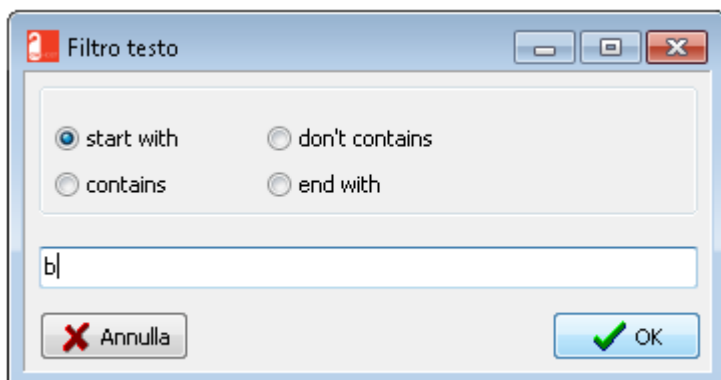 Filtro testo
start with don't contains
contains end with
b
Annulla OK